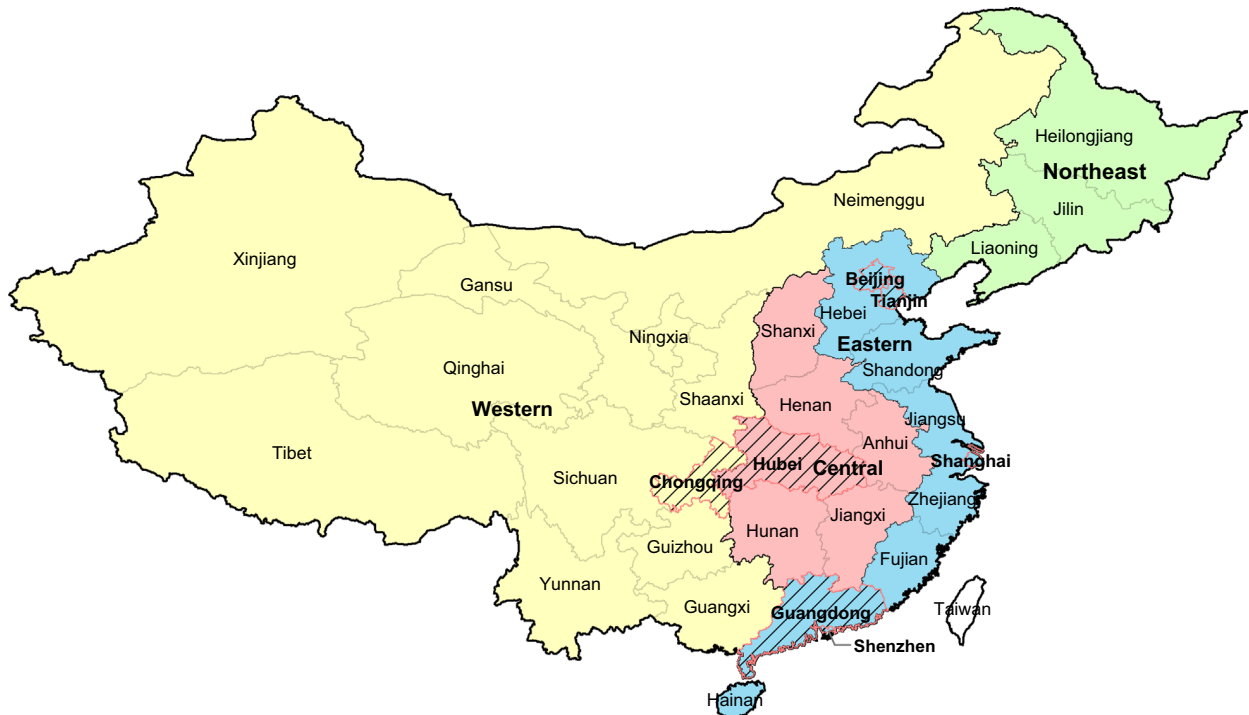 Heilongjiang
Northeast
Neimenggu
Jilin
Liaoning
Xinjiang
Gansu
Beijing
Tianjin
Hebei
Ningxia
Shanxi
Eastern
Qinghai
Shandong
Shaanxi
Henan
Western
Jiangsu
Anhui
Tibet
Shanghai
Hubei
Central
Sichuan
Chongqing
Zhejiang
Jiangxi
Hunan
Guizhou
Fujian
Yunnan
Guangxi
Guangdong
Taiwan
Shenzhen
Hainan